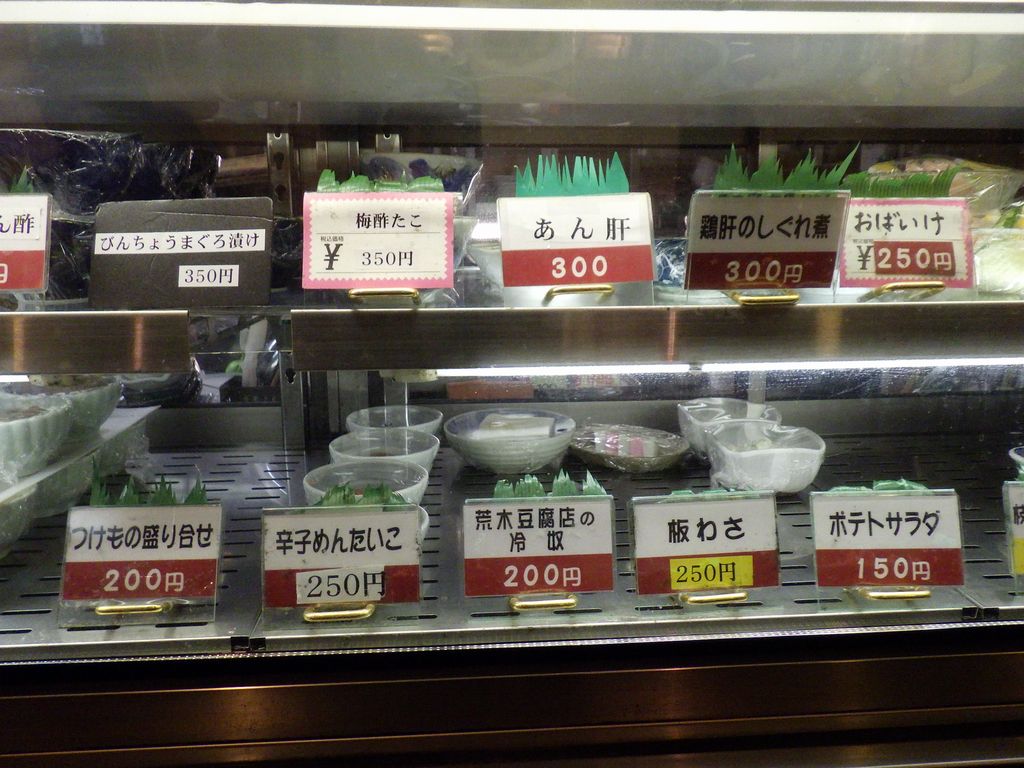 ん酢
円
びんちょうまぐろ漬け
350円
梅酢たこ
税込価格
¥ 350円
あん肝
300
鶏肝のしぐれ煮
300円
おばいけ
¥250円
つけもの盛り合せ
200円
辛子めんたいこ
250円
荒木豆腐店の
冷奴
200円
板わさ
250円
ポテトサラダ
150円